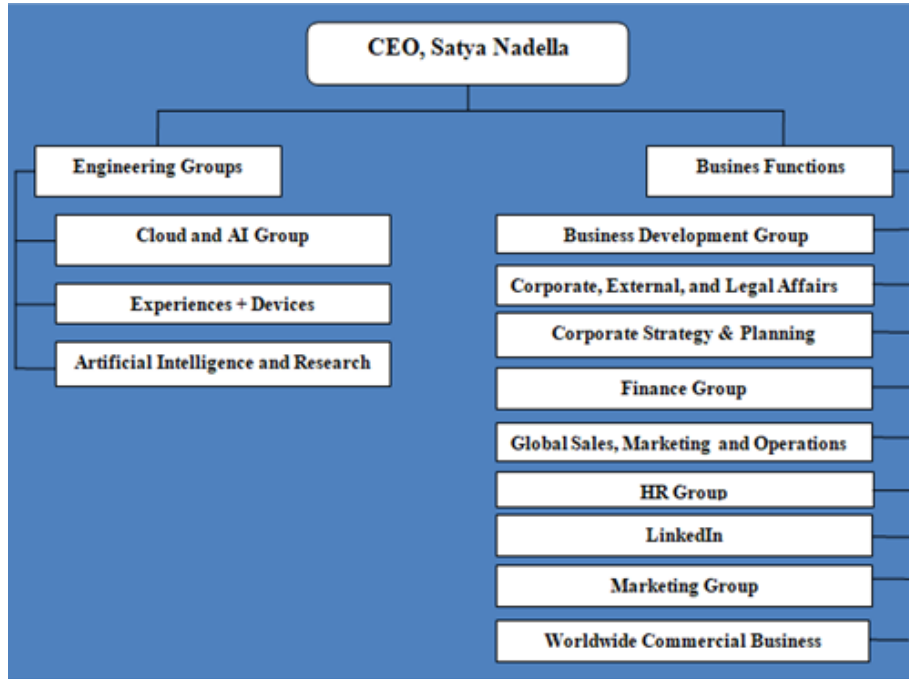 CEO, Satya Nadella
Engineering Groups
Cloud and AI Group
Experiences + Devices
Artificial Intelligence and Research
Busines Functions
Business Development Group
Corporate, External, and Legal Affairs
Corporate Strategy & Planning
Finance Group
Global Sales, Marketing and Operations
HR Group
LinkedIn
Marketing Group
Worldwide Commercial Business